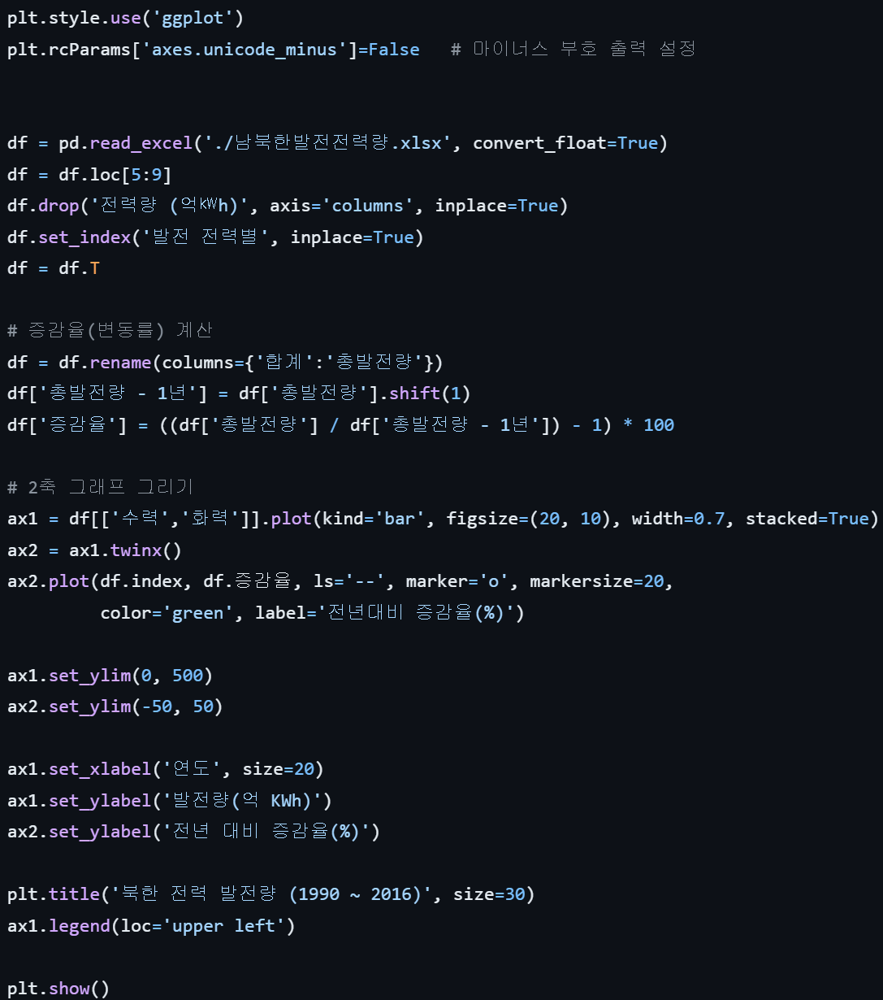 plt.style.use('ggplot')
plt.rcParams['axes.unicode_minus']=False   # 마이너스 부호 출력 설정
df = pd.read_excel('./남북한발전전력량.xlsx', convert_float=True)
df = df.loc[5:9]
df.drop('전력량 (억㎾h)', axis='columns', inplace=True)
df.set_index('발전 전력별', inplace=True)
df = df.T
# 증감율(변동률) 계산
df = df.rename(columns={'합계':'총발전량'})
df['총발전량 - 1년'] = df['총발전량'].shift(1)
df['증감율'] = ((df['총발전량'] / df['총발전량 - 1년']) - 1) * 100
# 2축 그래프 그리기
ax1 = df[['수력','화력']].plot(kind='bar', figsize=(20, 10), width=0.7, stacked=True)
ax2 = ax1.twinx()
ax2.plot(df.index, df.증감율, ls='--', marker='o', markersize=20,
         color='green', label='전년대비 증감율(%)')
ax1.set_ylim(0, 500)
ax2.set_ylim(-50, 50)
ax1.set_xlabel('연도', size=20)
ax1.set_ylabel('발전량(억 KWh)')
ax2.set_ylabel('전년 대비 증감율(%)')
plt.title('북한 전력 발전량 (1990 ~ 2016)', size=30)
ax1.legend(loc='upper left')
plt.show()